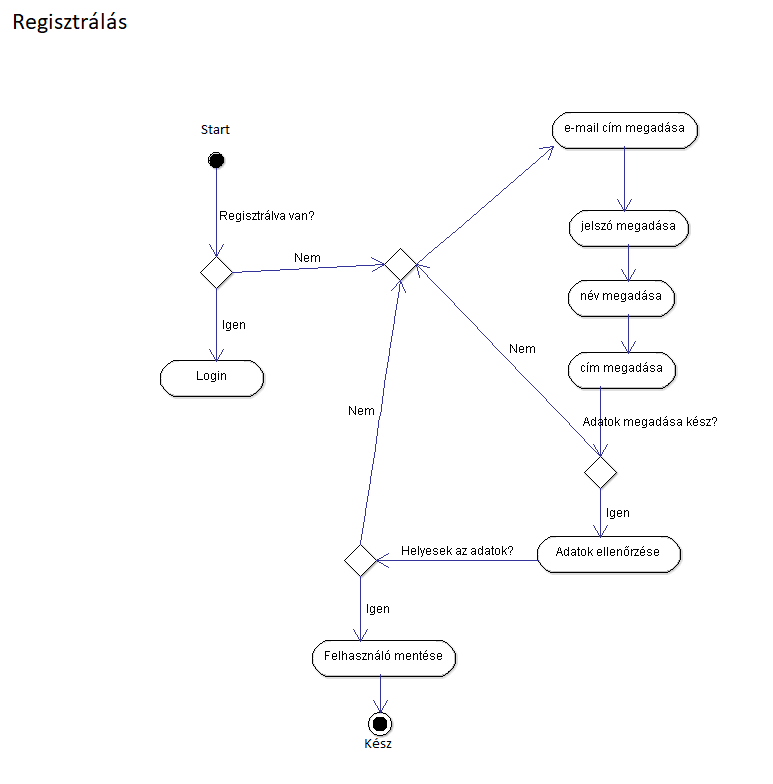 Regisztrálás
Start
e-mail cím megadása
Regisztrálva van?
jelszó megadása
Nem
név megadása
Igen
Nem
cím megadása
Login
Nem
Adatok megadása kész?
Igen
Helyesek az adatok?
Adatok ellenőrzése
Igen
Felhasználó mentése
Kész